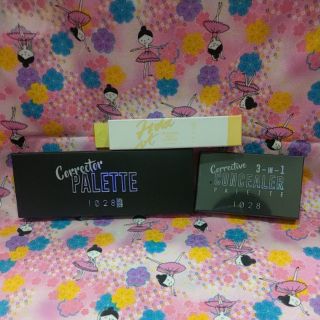 Corrector
PALETTE
1028
Corrective
3-IN-1
CONCEALER
PALETTE
1028